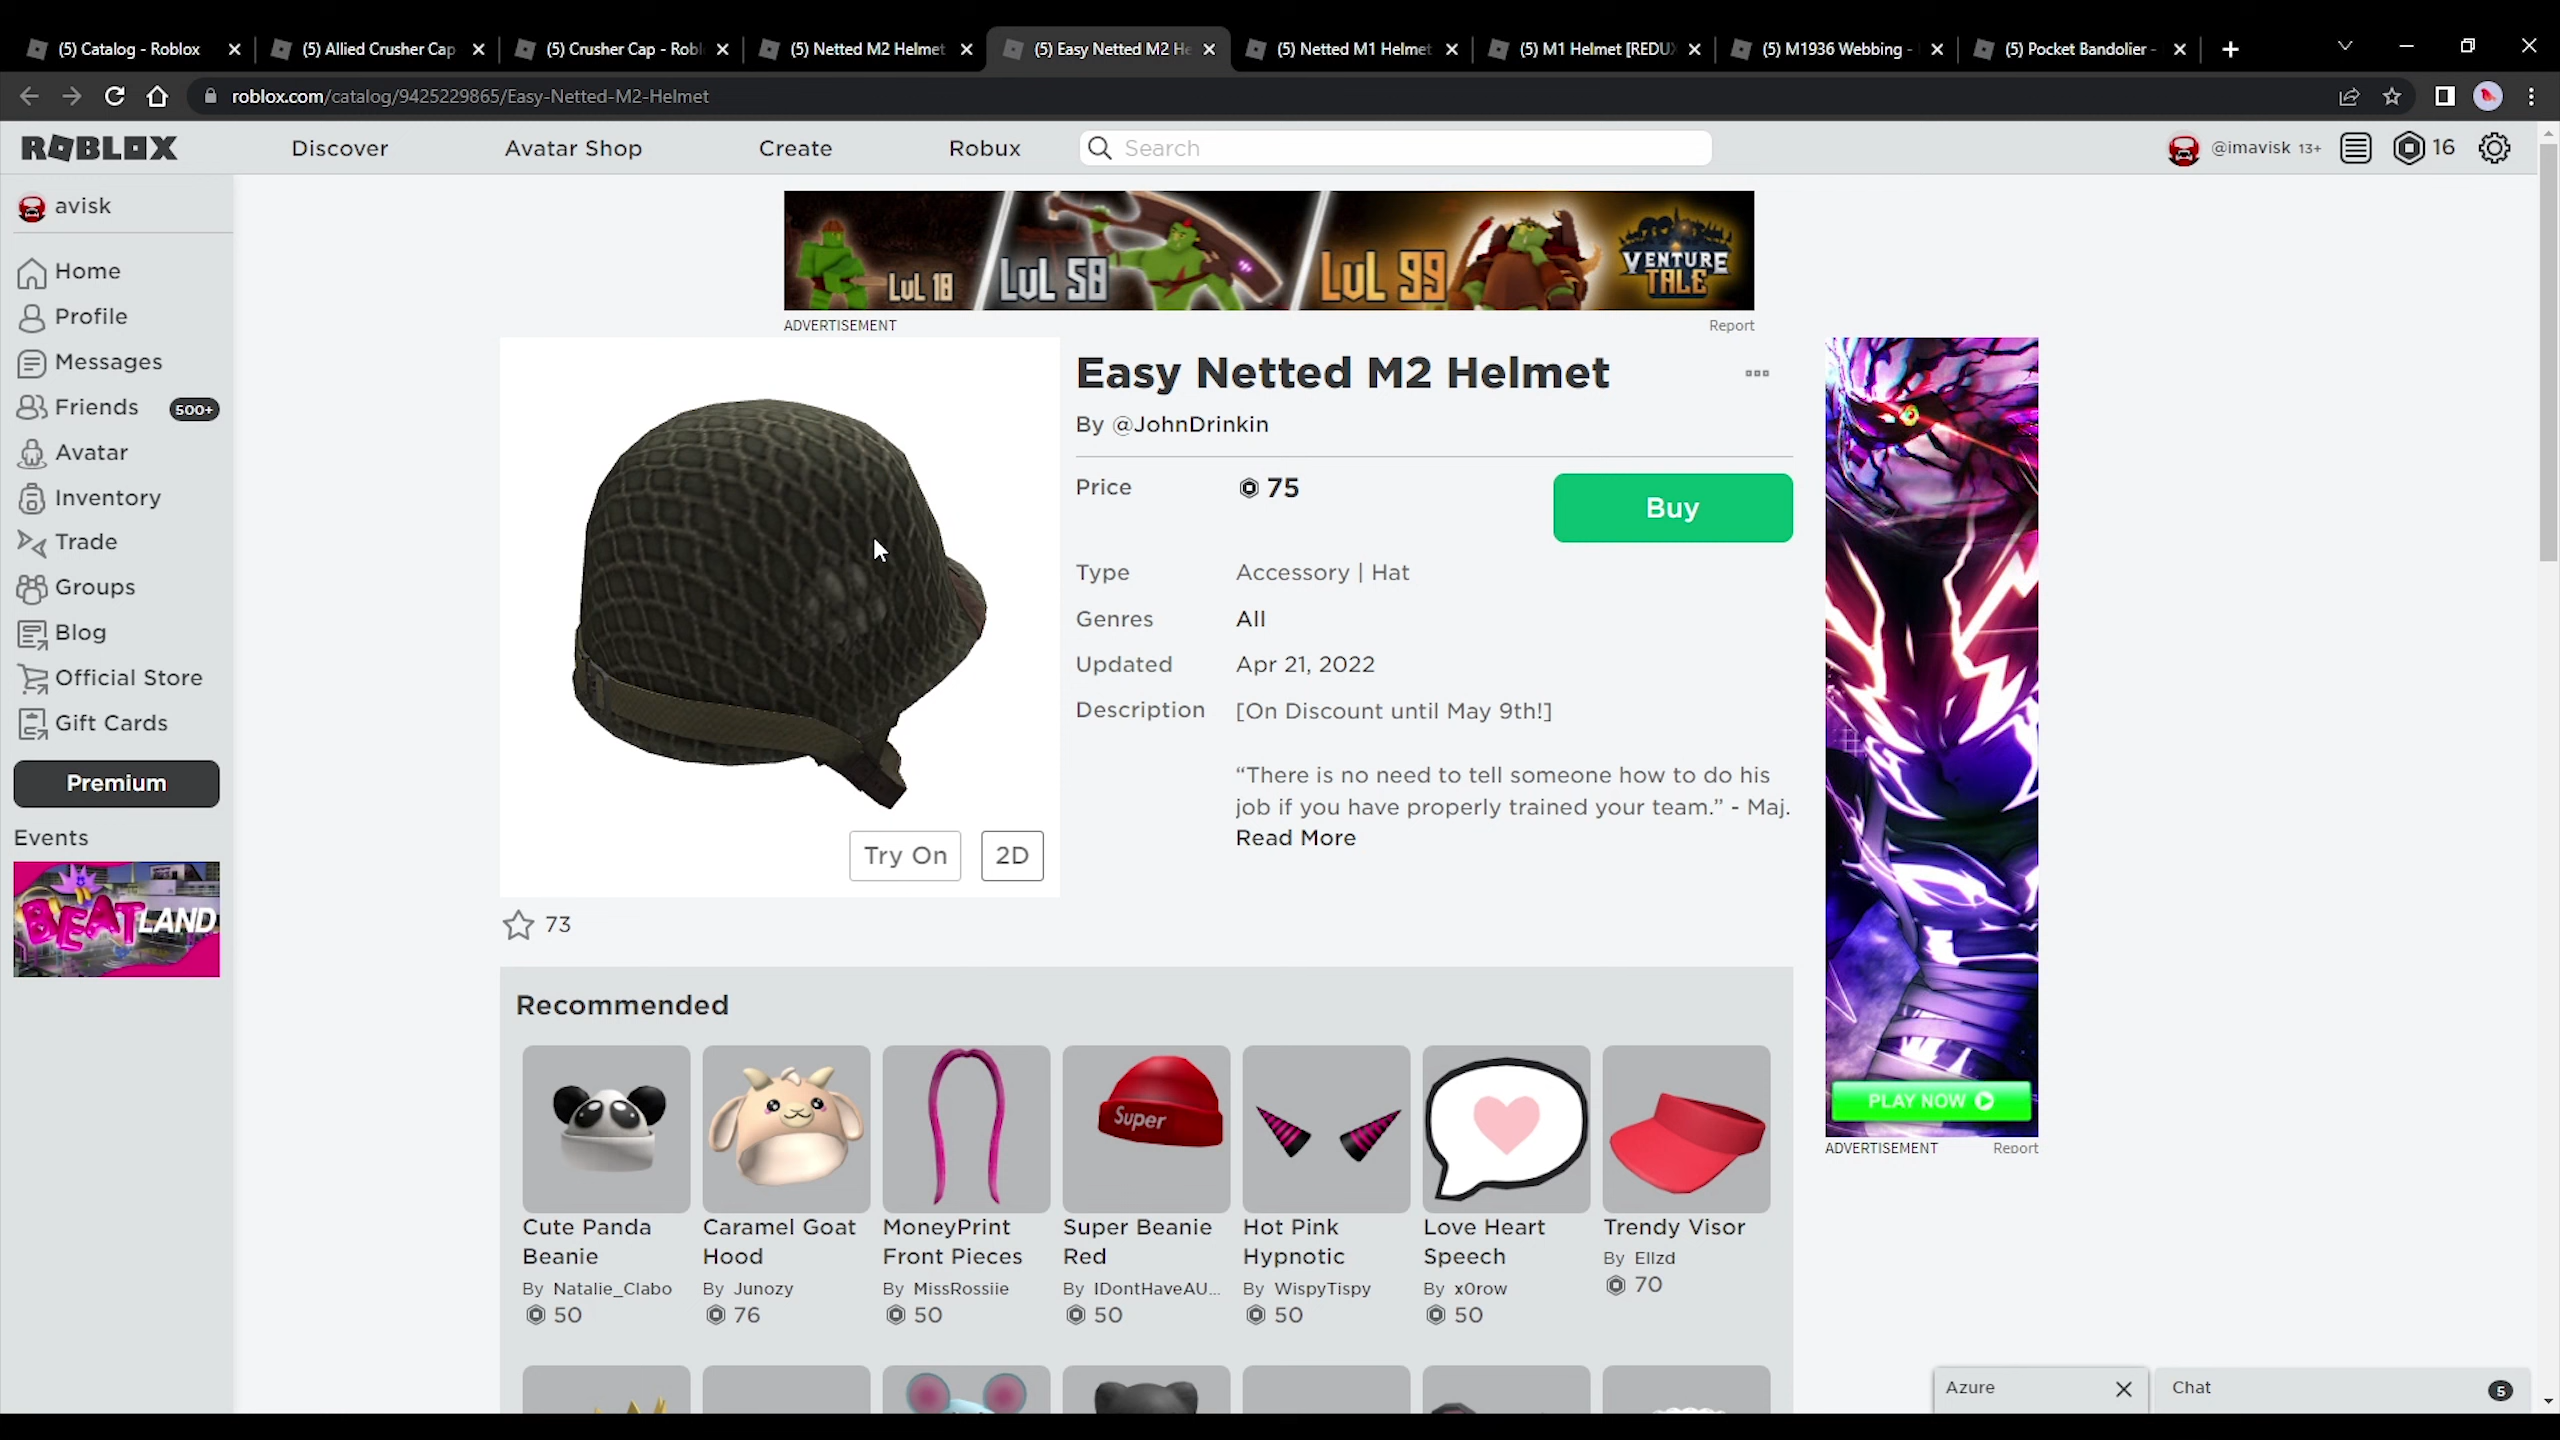 (5) Catalog - Roblox
(5) Allied Crusher Cap
(5) Crusher Cap - Robl
(5) Netted M2 Helmet
(5) Easy Netted M2 He
(5) Netted M1 Helmet
(5) M1 Helmet [REDUX
(5) M1936 Webbing -
(5) Pocket Bandolier -
roblox.com/catalog/9425229865/Easy-Netted-M2-Helmet
ROBLOX
Discover
Avatar Shop
Create
Robux
Search
@imavisk 13+
16
avisk
Home
Profile
Messages
Friends 500+
Avatar
Inventory
Trade
Groups
Blog
Official Store
Gift Cards
Premium
Events
BEATLAND
LVL 18
LVL 58
LVL 99
VENTURE
TALE
ADVERTISEMENT
Report
Easy Netted M2 Helmet
By @JohnDrinkin
Price 75
Buy
Type Accessory | Hat
Genres All
Updated Apr 21, 2022
Description [On Discount until May 9th!]
“There is no need to tell someone how to do his
job if you have properly trained your team.” - Maj.
Read More
Try On
2D
73
PLAY NOW
ADVERTISEMENT
Report
Recommended
Super
Cute Panda
Beanie
By Natalie_Clabo
50
Caramel Goat
Hood
By Junozy
76
MoneyPrint
Front Pieces
By MissRossiie
50
Super Beanie
Red
By IDontHaveAU...
50
Hot Pink
Hypnotic
By WispyTispy
50
Love Heart
Speech
By x0row
50
Trendy Visor
By Ellzd
70
Azure
Chat
5